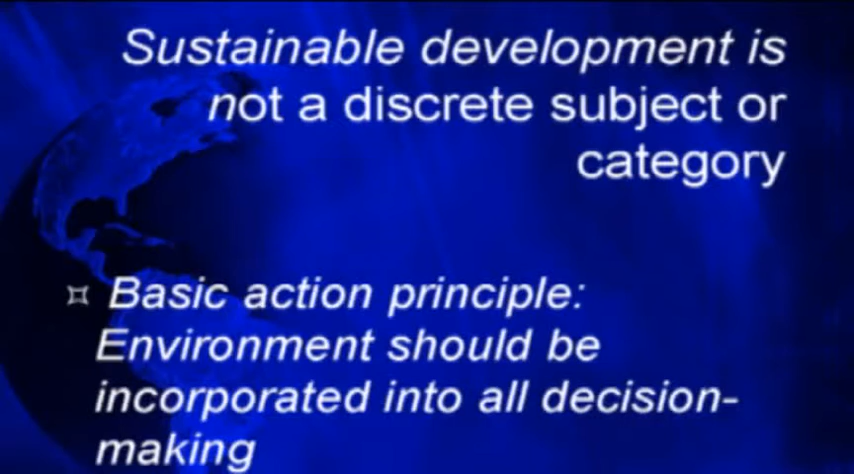 Sustainable development is
not a discrete subject or
category
¤ Basic action principle:
Environment should be
incorporated into all decision-
making